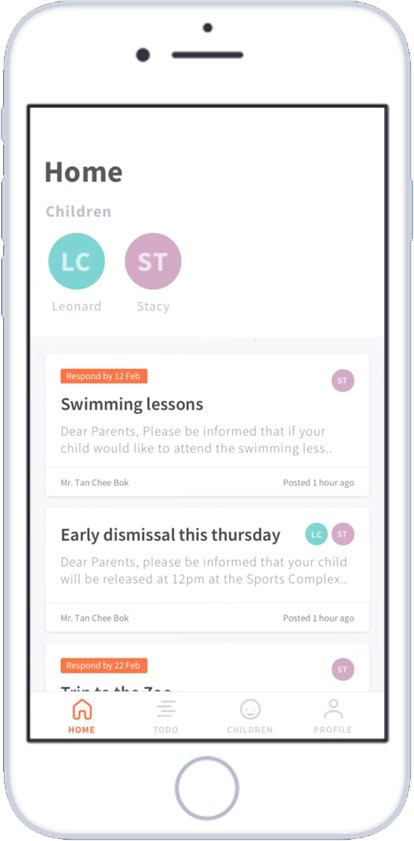 Home
Children
LC
ST
Leonard
Stacy
Respond by 12 Feb
ST
Swimming lessons
Dear Parents, Please be informed that if your
child would like to attend the swimming less..
Mr. Tan Chee Bok
Posted 1 hour ago
Early dismissal this thursday
LC
ST
Dear Parents, please be informed that your child
will be released at 12pm at the Sports Complex..
Mr. Tan Chee Bok
Posted 1 hour ago
Respond by 22 Feb
ST
Trip to the Zoo
HOME
TODO
CHILDREN
PROFILE